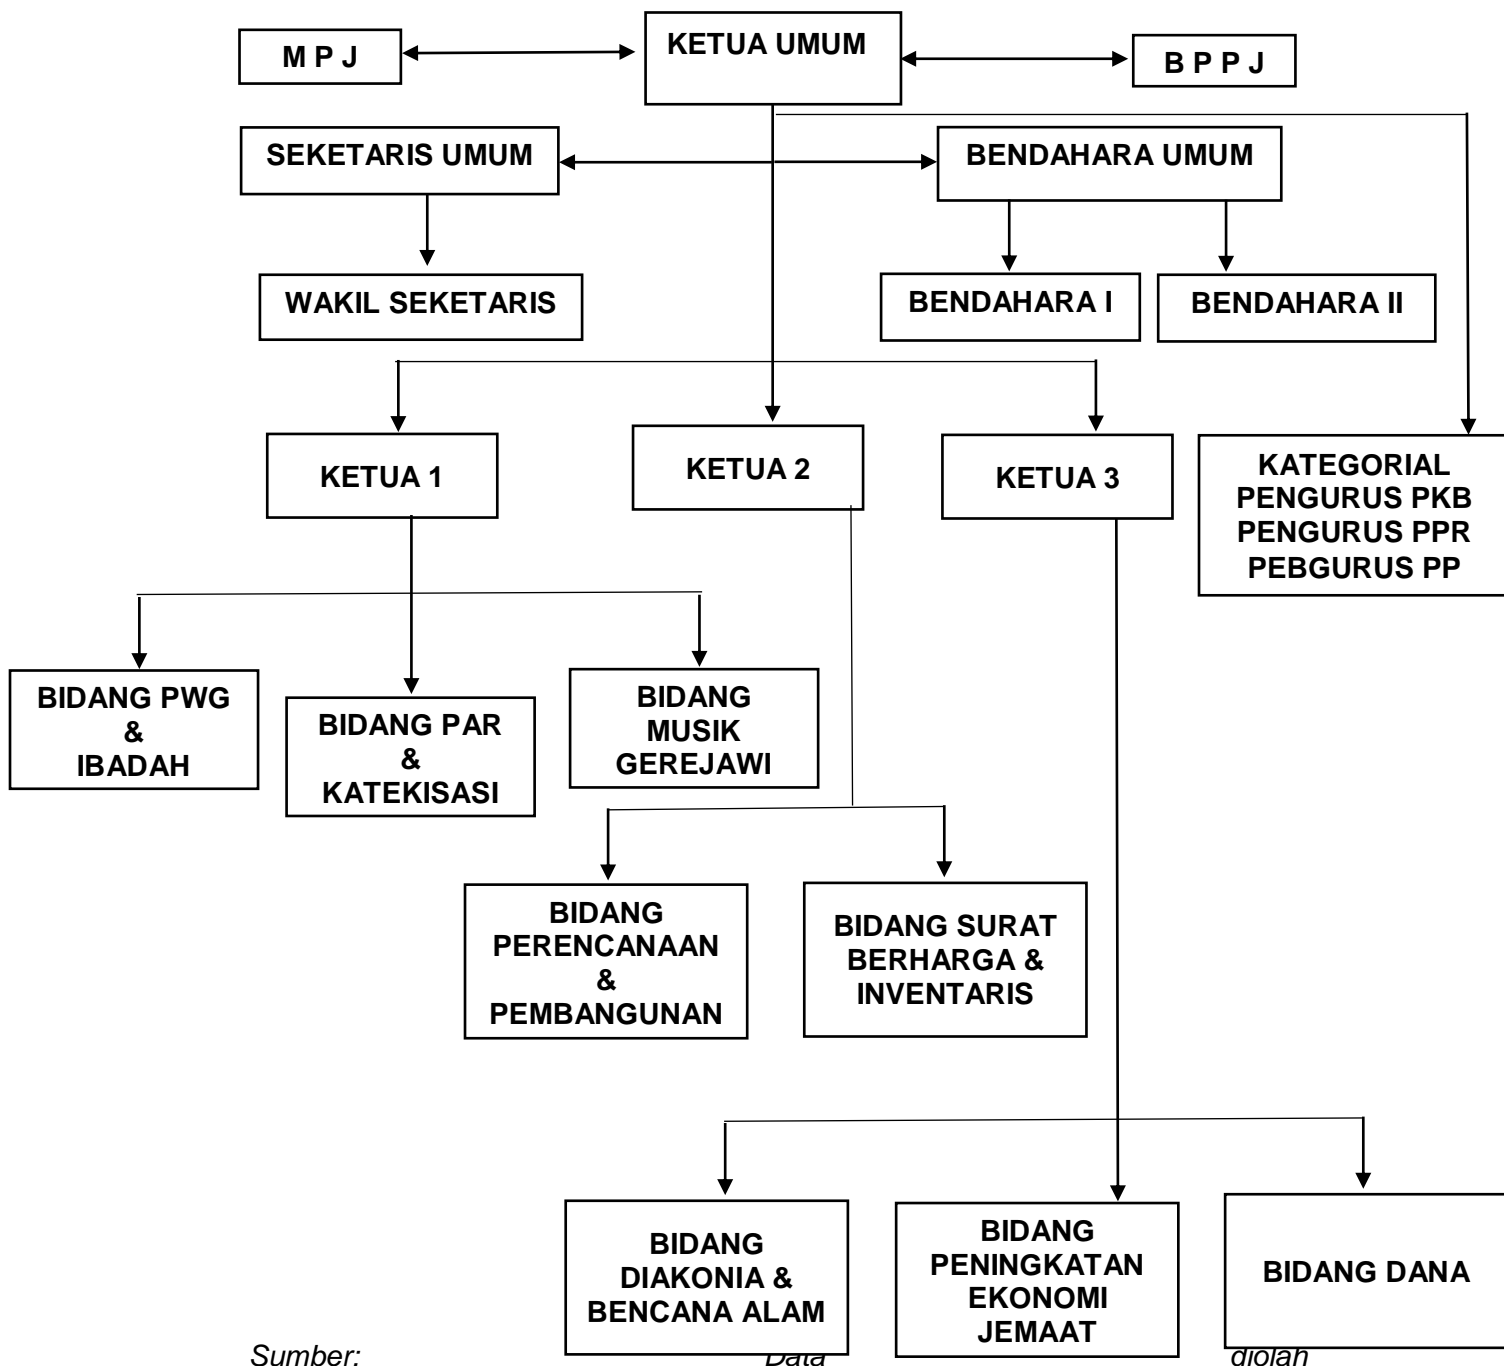 M P J
KETUA UMUM
B P P J
SEKETARIS UMUM
BENDAHARA UMUM
WAKIL SEKETARIS
BENDAHARA I
BENDAHARA II
KETUA 1
KETUA 2
KETUA 3
KATEGORIAL
PENGURUS PKB
PENGURUS PPR
PEBGURUS PP
BIDANG PWG
&
IBADAH
BIDANG PAR
&
KATEKISASI
BIDANG
MUSIK
GEREJAWI
BIDANG
PERENCANAAN
&
PEMBANGUNAN
BIDANG SURAT
BERHARGA &
INVENTARIS
BIDANG
DIAKONIA &
BENCANA ALAM
BIDANG
PENINGKATAN
EKONOMI
JEMAAT
BIDANG DANA
Sumber: Data diolah